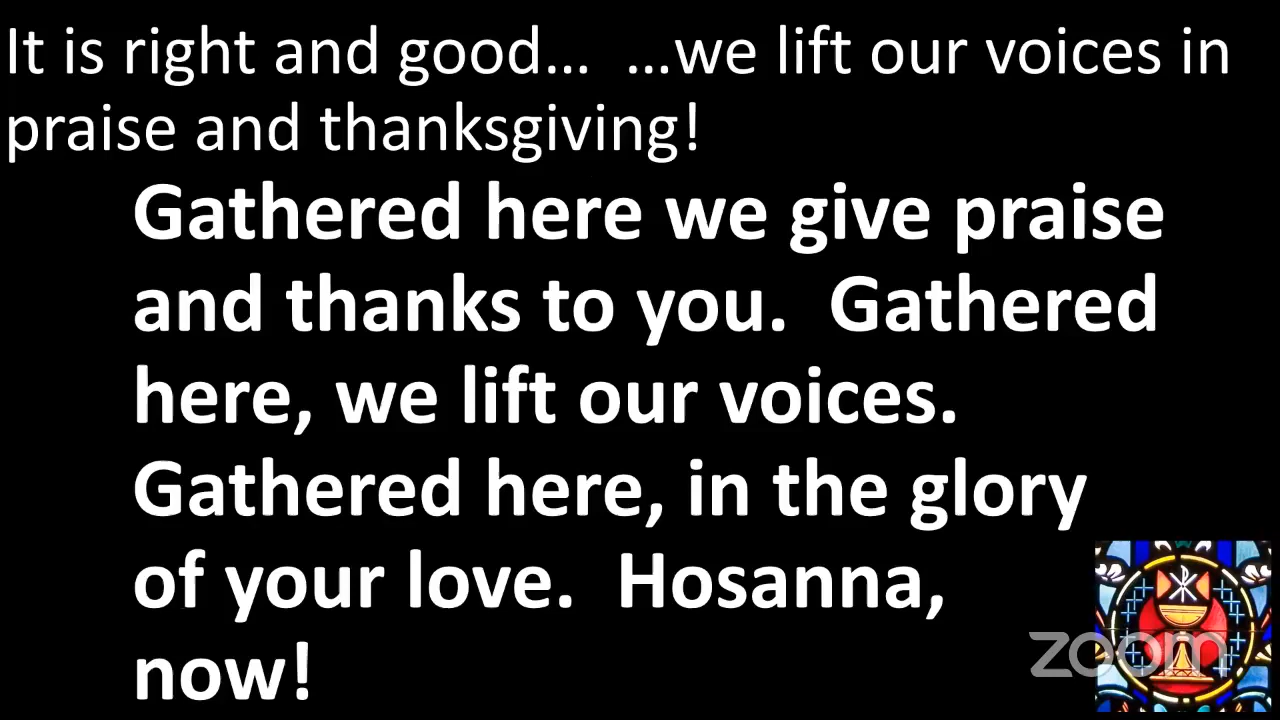 It is right and good…  …we lift our voices in
praise and thanksgiving!
Gathered here we give praise
and thanks to you.  Gathered
here, we lift our voices.
Gathered here, in the glory
of your love.  Hosanna,
now!
zoom